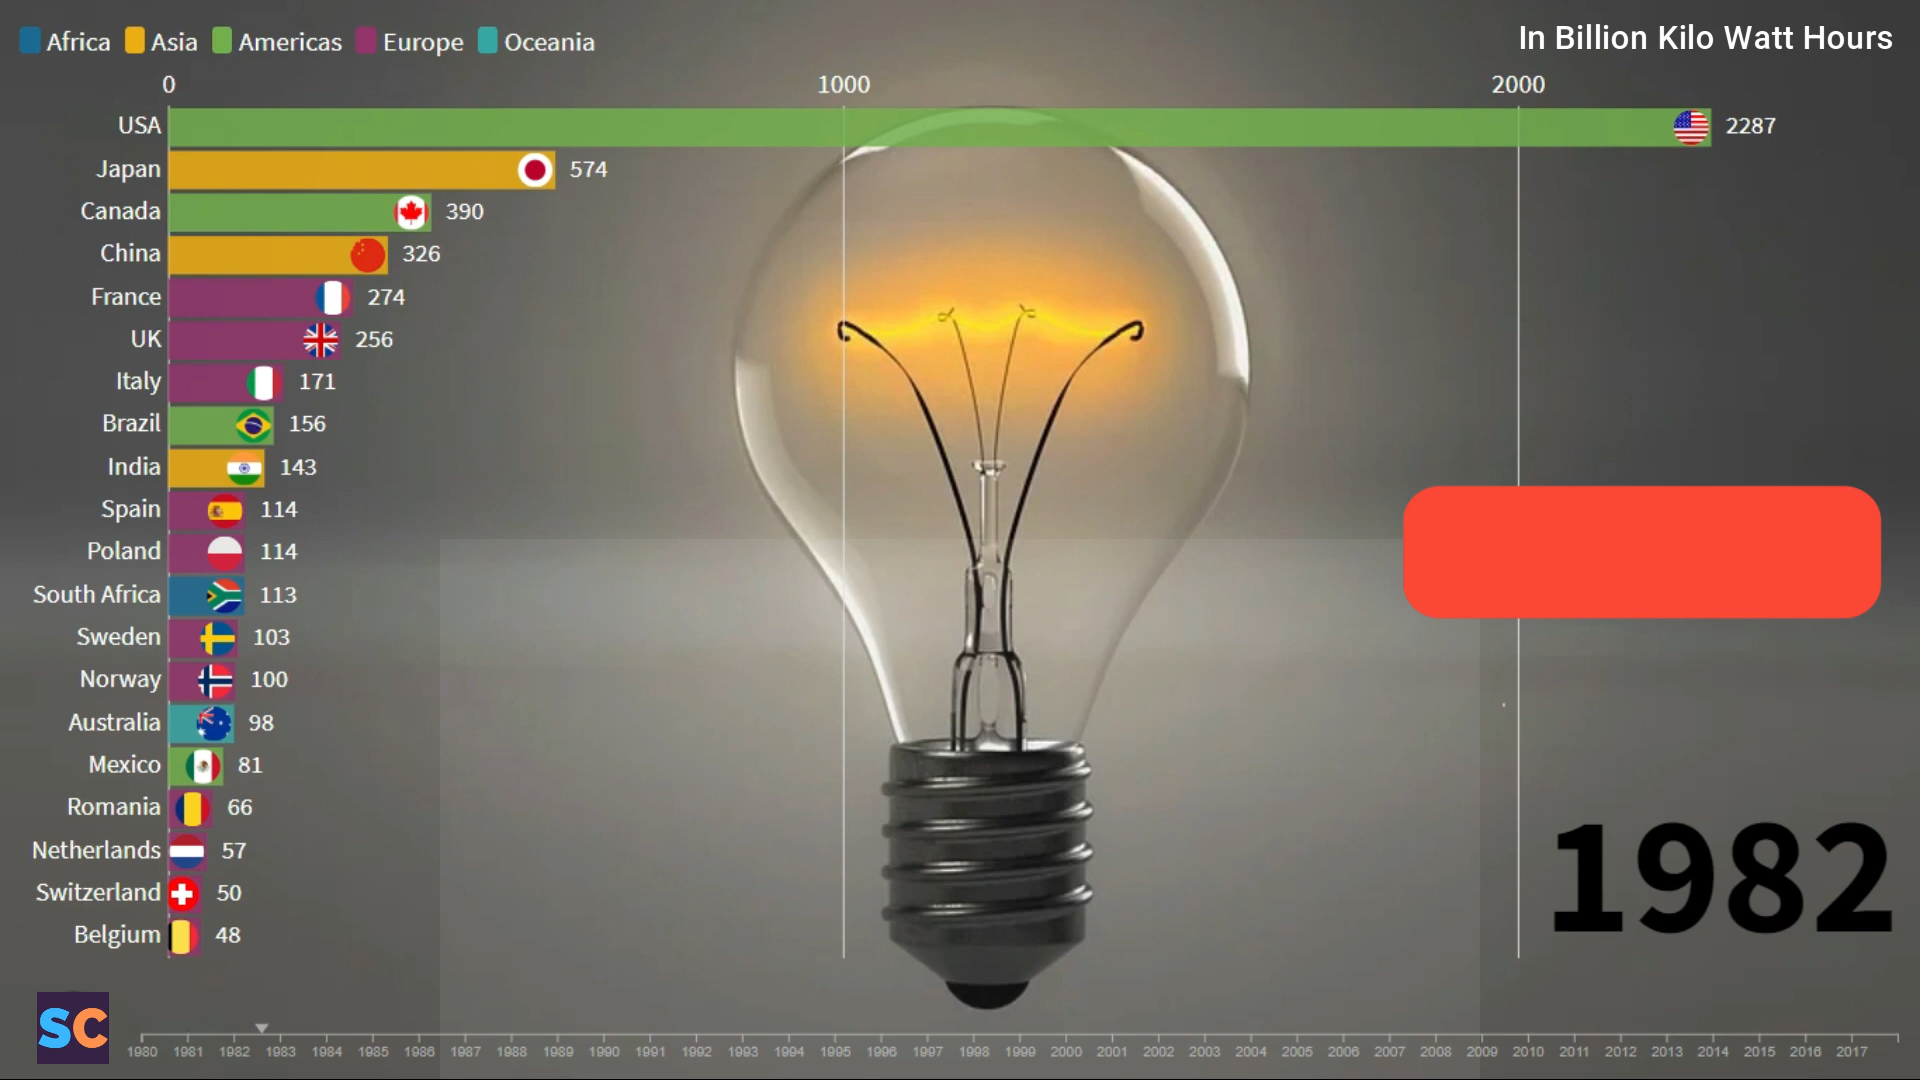 Africa Asia Americas Europe Oceania
In Billion Kilo Watt Hours
0 1000 2000
USA 2287
Japan 574
Canada 390
China 326
France 274
UK 256
Italy 171
Brazil 156
India 143
Spain 114
Poland 114
South Africa 113
Sweden 103
Norway 100
Australia 98
Mexico 81
Romania 66
Netherlands 57
Switzerland 50
Belgium 48
1982
SC
1980 1981 1982 1983 1984 1985 1986 1987 1988 1989 1990 1991 1992 1993 1994 1995 1996 1997 1998 1999 2000 2001 2002 2003 2004 2005 2006 2007 2008 2009 2010 2011 2012 2013 2014 2015 2016 2017